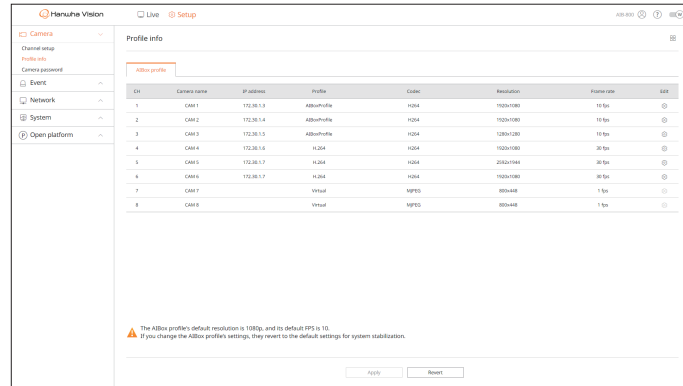 Hanwha Vision
Live
Setup
AIB-800
Camera
Channel setup
Profile info
Camera password
Event
Network
System
Open platform
Profile info
AIBox profile
CH Camera name IP address Profile Codec Resolution Frame rate Edit
1 CAM 1 172.30.1.3 AIBoxProfile H264 1920x1080 10 fps
2 CAM 2 172.30.1.4 AIBoxProfile H264 1920x1080 10 fps
3 CAM 3 172.30.1.5 AIBoxProfile H264 1280x1280 10 fps
4 CAM 4 172.30.1.6 H.264 H264 1920x1080 30 fps
5 CAM 5 172.30.1.7 H.264 H264 2592x1944 30 fps
6 CAM 6 172.30.1.7 H.264 H264 1920x1080 30 fps
7 CAM 7 Virtual MJPEG 800x448 1 fps
8 CAM 8 Virtual MJPEG 800x448 1 fps
The AIBox profile's default resolution is 1080p, and its default FPS is 10.
If you change the AIBox profile's settings, they revert to the default settings for system stabilization.
Apply
Revert